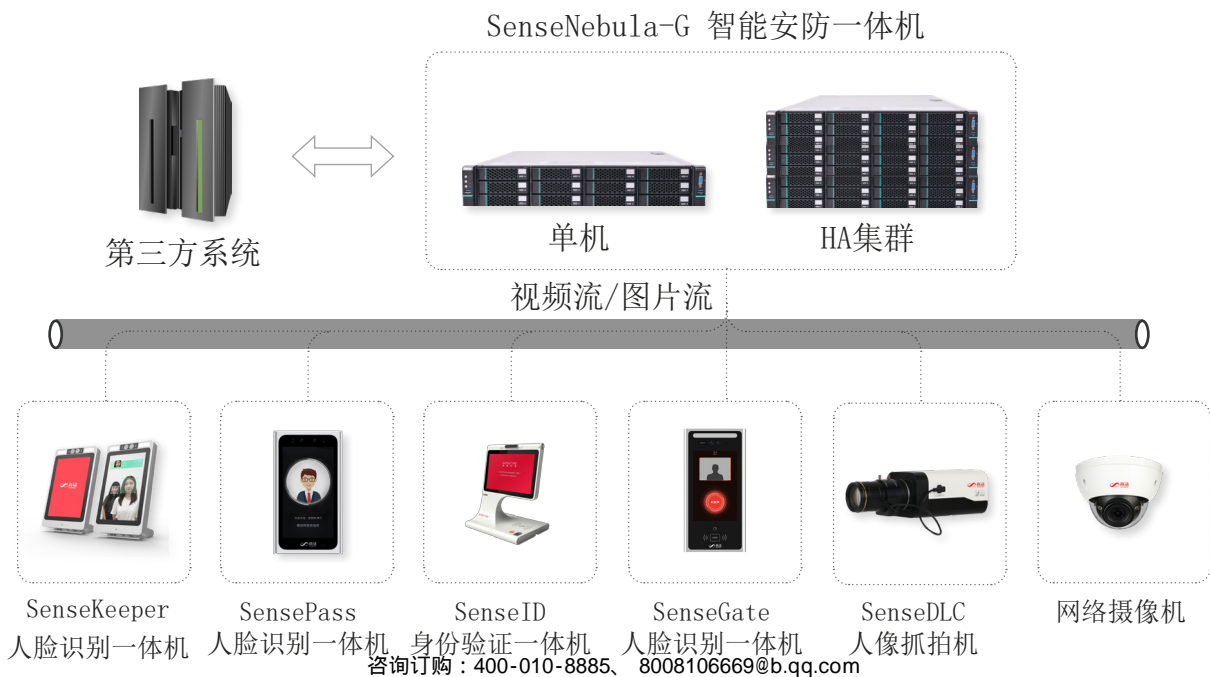 SenseNebula-G 智能安防一体机
第三方系统
单机
HA集群
视频流/图片流
SenseKeeper
人脸识别一体机
SensePass
人脸识别一体机
SenseID
身份验证一体机
SenseGate
人脸识别一体机
SenseDLC
人像抓拍机
网络摄像机
咨询订购：400-010-8885、 8008106669@b.qq.com